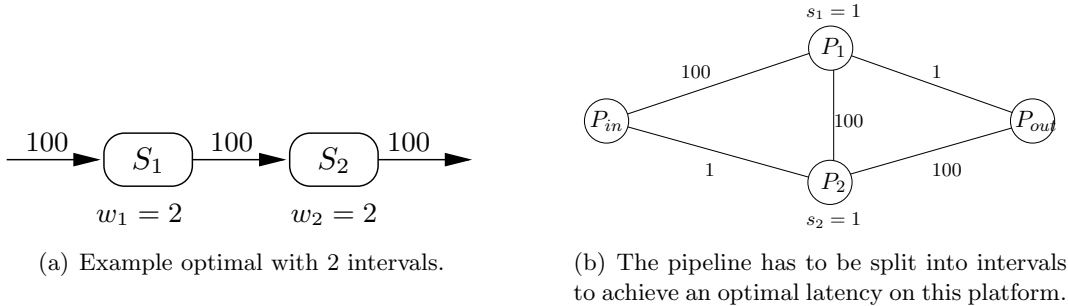 100
100
100
S1
S2
w1 = 2
w2 = 2
(a) Example optimal with 2 intervals.
s1 = 1
P1
100
1
Pin
100
Pout
1
100
P2
s2 = 1
(b) The pipeline has to be split into intervals
to achieve an optimal latency on this platform.